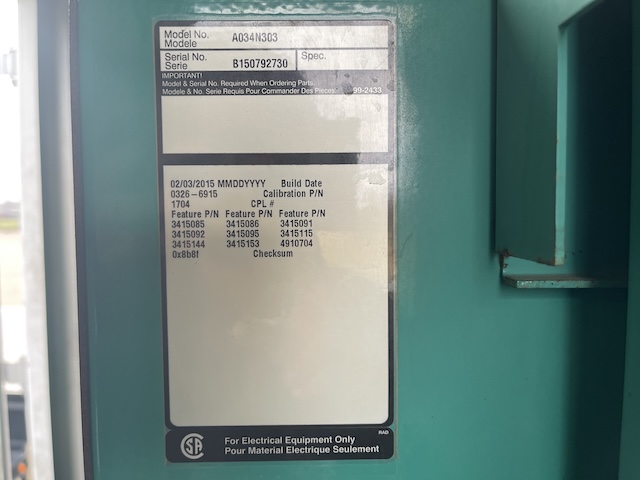 Model No. A034N303
Modele
Serial No. B150792730 Spec.
Serie
IMPORTANT!
Model & Serial No. Required When Ordering Parts.
Modele & No. Serie Requis Pour Commander Des Pieces. 99-2433
02/03/2015 MMDDYYYY Build Date
0326-6915 Calibration P/N
1704 CPL #
Feature P/N Feature P/N Feature P/N
3415085 3415086 3415091
3415092 3415095 3415115
3415144 3415153 4910704
0x8b8f Checksum
RAD
SA
For Electrical Equipment Only
Pour Material Electrique Seulement